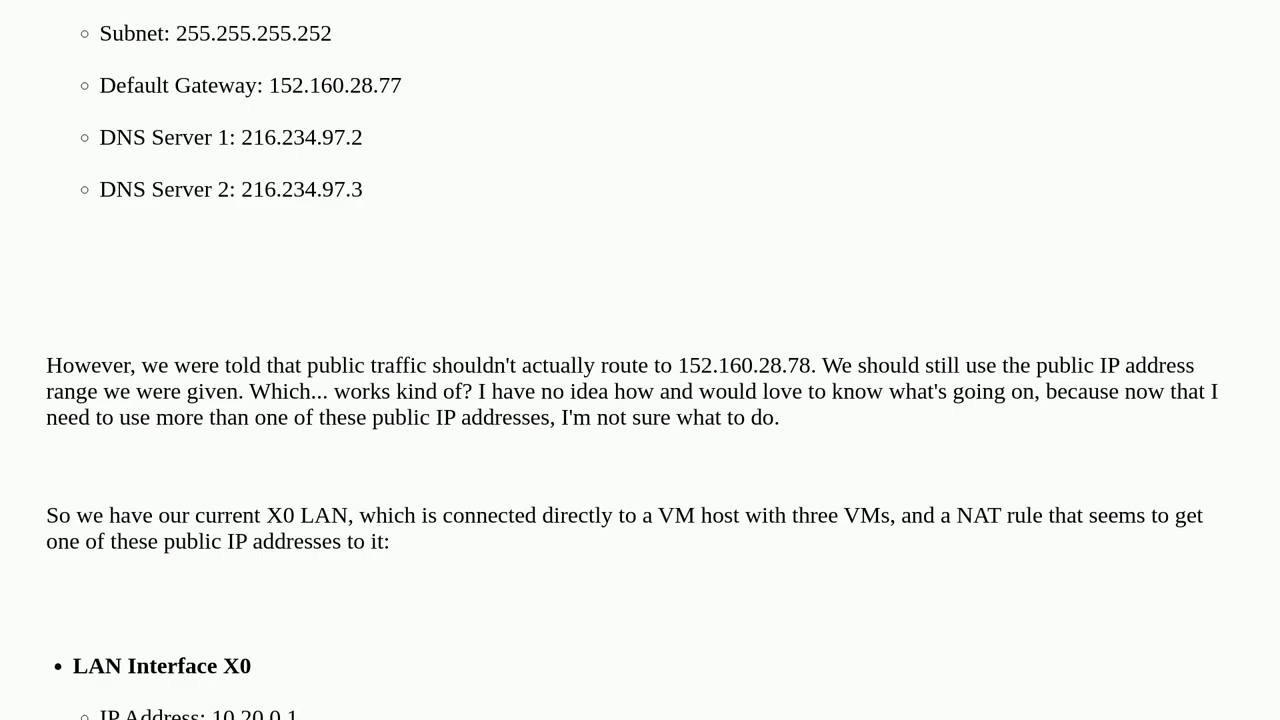 Subnet: 255.255.255.252
Default Gateway: 152.160.28.77
DNS Server 1: 216.234.97.2
DNS Server 2: 216.234.97.3
However, we were told that public traffic shouldn't actually route to 152.160.28.78. We should still use the public IP address
range we were given. Which... works kind of? I have no idea how and would love to know what's going on, because now that I
need to use more than one of these public IP addresses, I'm not sure what to do.
So we have our current X0 LAN, which is connected directly to a VM host with three VMs, and a NAT rule that seems to get
one of these public IP addresses to it:
LAN Interface X0
IP Address: 10.20.0.1